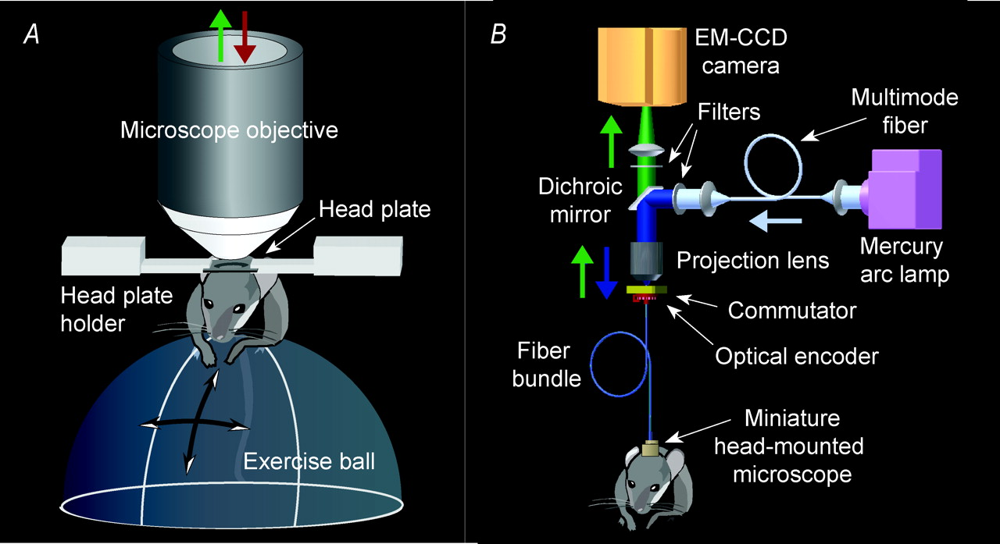 A
Microscope objective
Head plate
Head plate
holder
Exercise ball
B
EM-CCD
camera
Filters
Multimode
fiber
Dichroic
mirror
Mercury
arc lamp
Projection lens
Commutator
Optical encoder
Fiber
bundle
Miniature
head-mounted
microscope